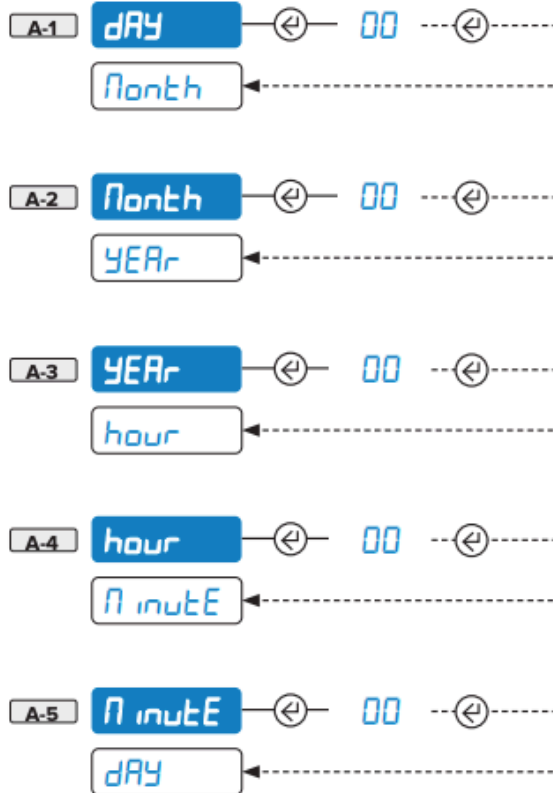 A-1 dAY 00
Month
A-2 Month 00
YEAr
A-3 YEAr 00
hour
A-4 hour 00
MinutE
A-5 MinutE 00
dAY